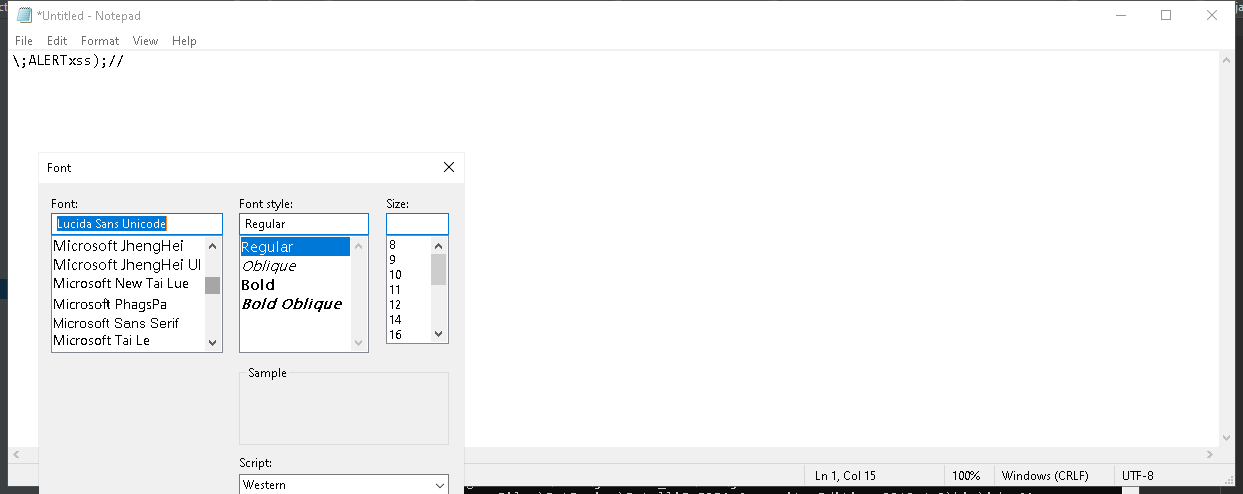 *Untitled - Notepad
File Edit Format View Help
\;ALERTxss);//
Font
Font:
Font style:
Size:
Lucida Sans Unicode
Regular
Microsoft JhengHei
Microsoft JhengHei UI
Microsoft New Tai Lue
Microsoft PhagsPa
Microsoft Sans Serif
Microsoft Tai Le
Regular
Oblique
Bold
Bold Oblique
8
9
10
11
12
14
16
Sample
Script:
Western
Ln 1, Col 15
100%
Windows (CRLF)
UTF-8